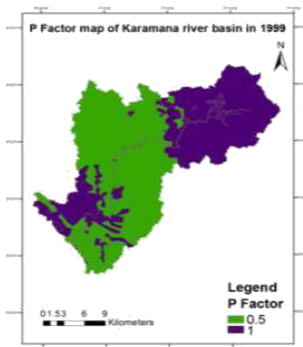 P Factor map of Karamana river basin in 1999
N
Legend
P Factor
0.5
1
0 1.5 3 6 9
Kilometers